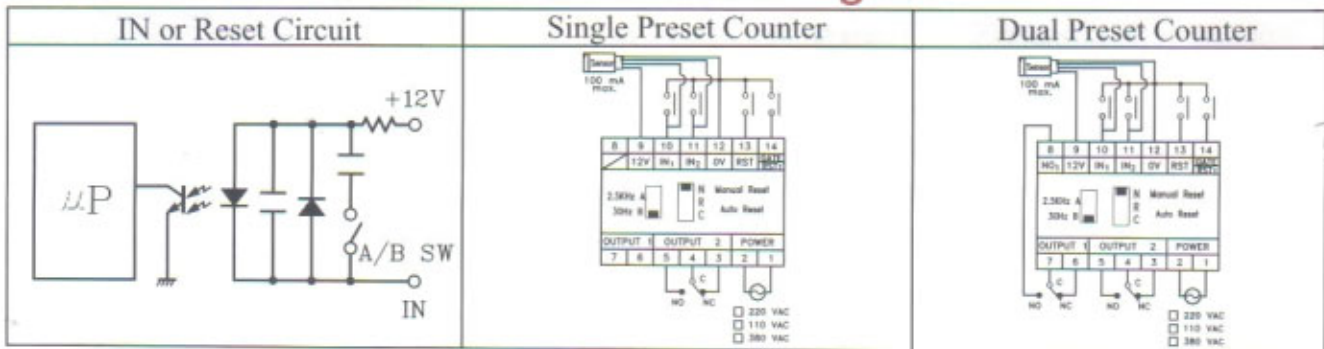 IN or Reset Circuit
+12V
μP
A/B SW
IN
Single Preset Counter
Sensor
100 mA
max.
8 9 10 11 12 13 14
12V IN₁ IN₂ 0V RST
2.5KHz A
30Hz B
N
R
C
Manual Reset
Auto Reset
OUTPUT 1 OUTPUT 2 POWER
7 6 5 4 3 2 1
C
NO NC
220 VAC
110 VAC
380 VAC
Dual Preset Counter
Sensor
100 mA
max.
8 9 10 11 12 13 14
NO₁ 12V IN₁ IN₂ 0V RST
2.5KHz A
30Hz B
N
R
C
Manual Reset
Auto Reset
OUTPUT 1 OUTPUT 2 POWER
7 6 5 4 3 2 1
C C
NO NC NO NC
220 VAC
110 VAC
380 VAC